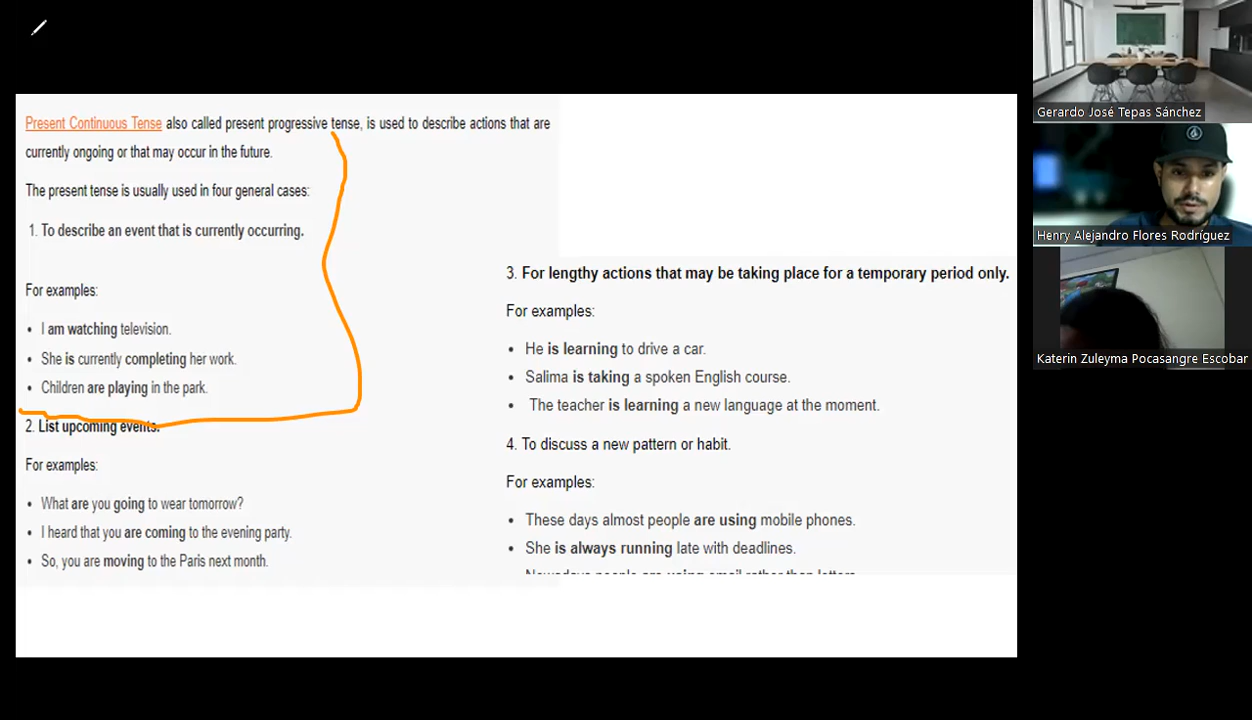 Present Continuous Tense also called present progressive tense, is used to describe actions that are
currently ongoing or that may occur in the future.
The present tense is usually used in four general cases:
1. To describe an event that is currently occurring.
For examples:
• I am watching television.
• She is currently completing her work.
• Children are playing in the park.
2. List upcoming events.
For examples:
• What are you going to wear tomorrow?
• I heard that you are coming to the evening party.
• So, you are moving to the Paris next month.
3. For lengthy actions that may be taking place for a temporary period only.
For examples:
• He is learning to drive a car.
• Salima is taking a spoken English course.
• The teacher is learning a new language at the moment.
4. To discuss a new pattern or habit.
For examples:
• These days almost people are using mobile phones.
• She is always running late with deadlines.
• Nowadays people are using email rather than letters
Gerardo José Tepas Sánchez
Henry Alejandro Flores Rodríguez
Katerin Zuleyma Pocasangre Escobar